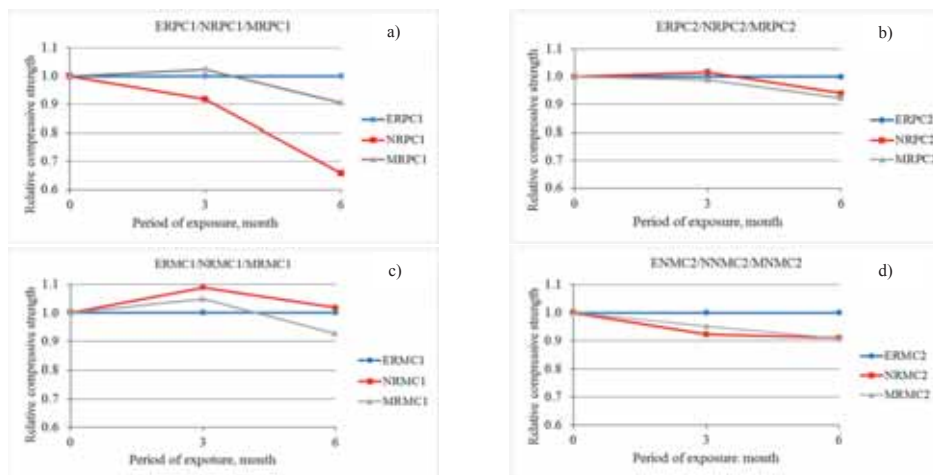 ERPC1/NRPC1/MRPC1
a)
Relative compressive strength
1.1
1.0
0.9
0.8
0.7
0.6
0
3
6
Period of exposure, month
ERPC1
NRPC1
MRPC1
ERPC2/NRPC2/MRPC2
b)
Relative compressive strength
1.1
1.0
0.9
0.8
0.7
0.6
0
3
6
Period of exposure, month
ERPC2
NRPC2
MRPC2
ERMC1/NRMC1/MRMC1
c)
Relative compressive strength
1.1
1.0
0.9
0.8
0.7
0.6
0
3
6
Period of expoture, month
ERMC1
NRMC1
MRMC1
ENMC2/NNMC2/MNMC2
d)
Relative compressive strength
1.1
1.0
0.9
0.8
0.7
0.6
0
3
6
Period of exposure: month
ERMC2
NRMC2
MRMC2